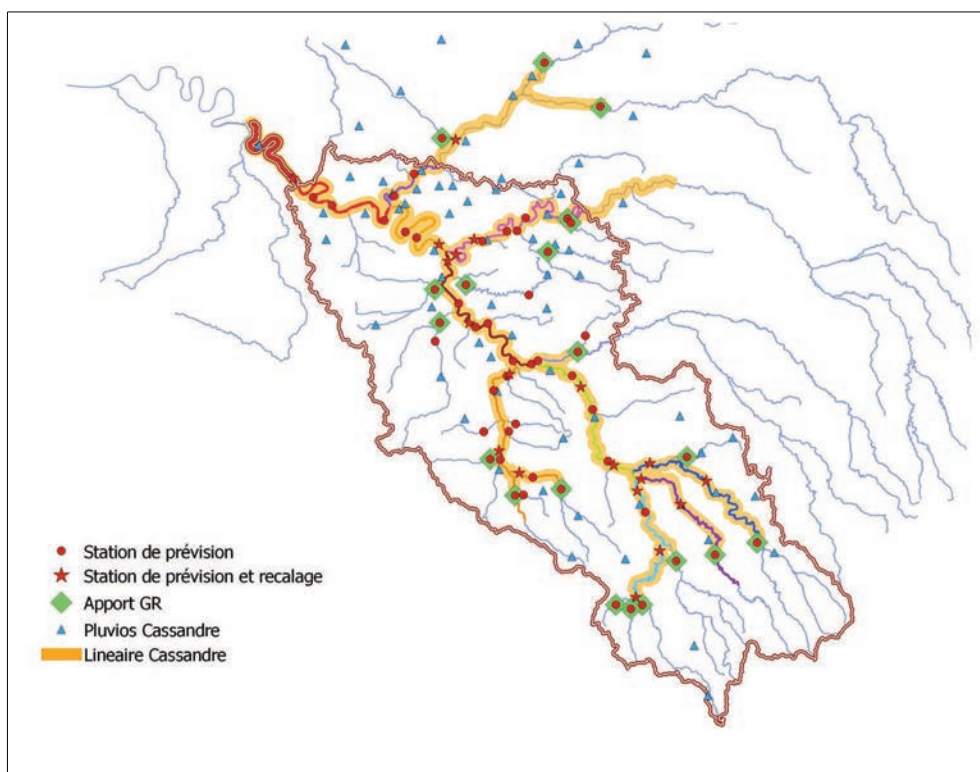 Station de prévision
Station de prévision et recalage
Apport GR
Pluvios Cassandre
Lineaire Cassandre